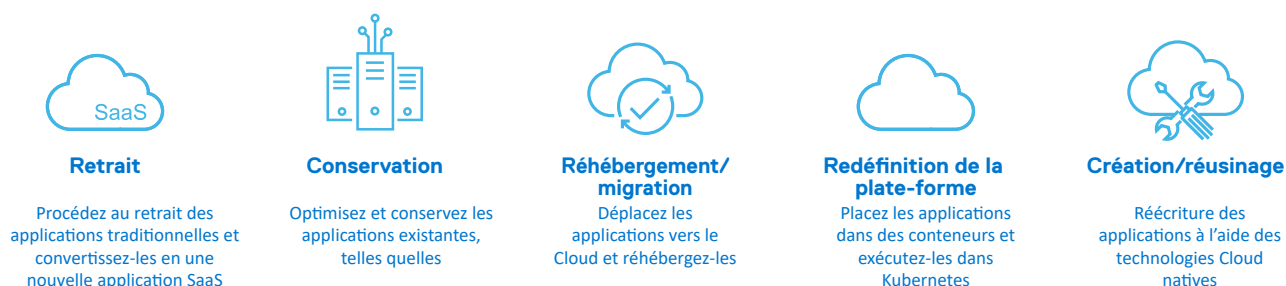 SaaS
Retrait
Procédez au retrait des
applications traditionnelles et
convertissez-les en une
nouvelle application SaaS
Conservation
Optimisez et conservez les
applications existantes,
telles quelles
Réhébergement/
migration
Déplacez les
applications vers le
Cloud et réhébergez-les
Redéfinition de la
plate-forme
Placez les applications
dans des conteneurs et
exécutez-les dans
Kubernetes
Création/réusinage
Réécriture des
applications à l’aide des
technologies Cloud
natives